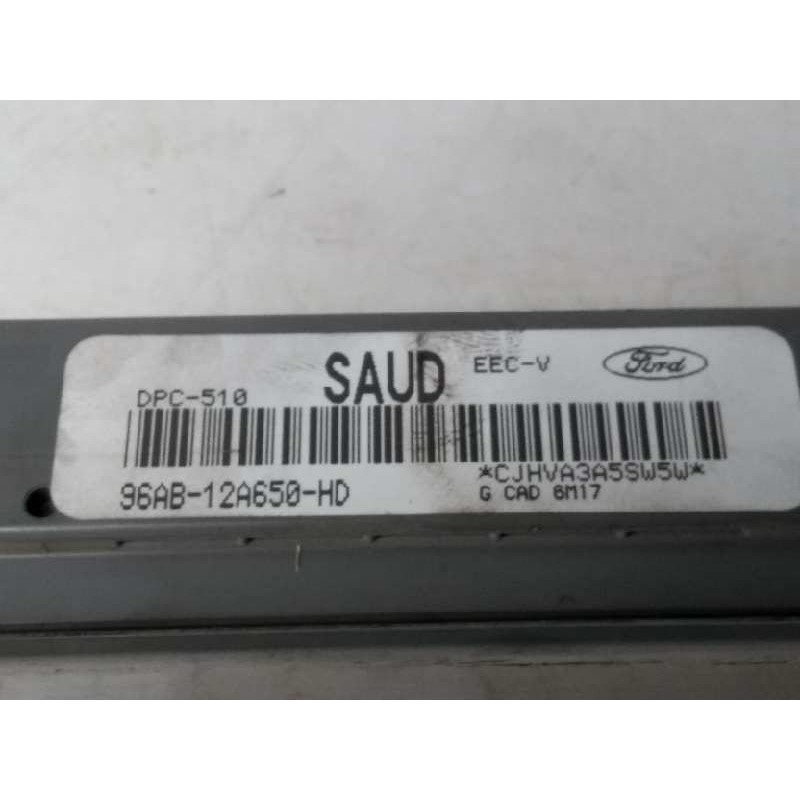 SAUD EEC-V Ford
DPC-510
*CJHVA3A5SW5W*
96AB-12A650-HD G CAD 6M17